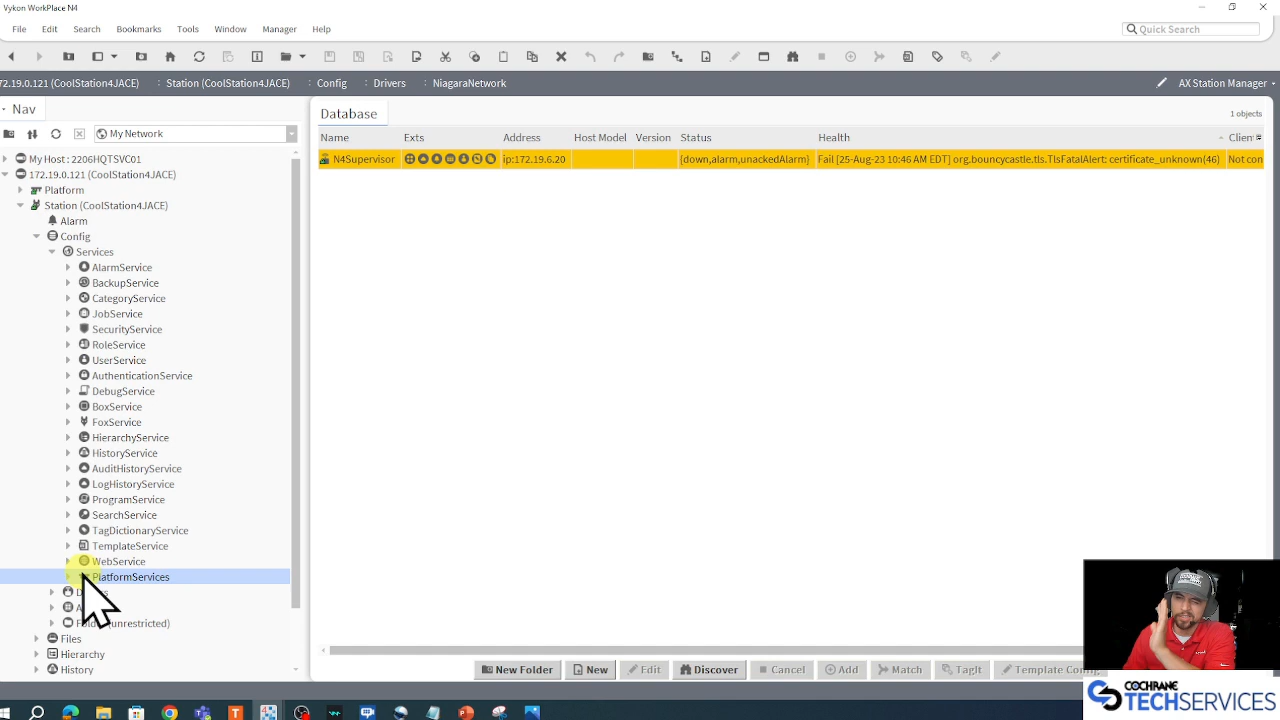 Vykon WorkPlace N4
File Edit Search Bookmarks Tools Window Manager Help
Quick Search
72.19.0.121 (CoolStation4JACE) Station (CoolStation4JACE) Config Drivers NiagaraNetwork AX Station Manager
Nav
My Network
My Host : 2206HQTSVC01
172.19.0.121 (CoolStation4JACE)
Platform
Station (CoolStation4JACE)
Alarm
Config
Services
AlarmService
BackupService
CategoryService
JobService
SecurityService
RoleService
UserService
AuthenticationService
DebugService
BoxService
FoxService
HierarchyService
HistoryService
AuditHistoryService
LogHistoryService
ProgramService
SearchService
TagDictionaryService
TemplateService
WebService
PlatformServices
(unrestricted)
Files
Hierarchy
History
Database
1 objects
Name Exts Address Host Model Version Status Health Client
N4Supervisor ip:172.19.6.20 {down,alarm,unackedAlarm} Fail [25-Aug-23 10:46 AM EDT] org.bouncycastle.tls.TlsFatalAlert: certificate_unknown(46) Not con
New Folder New Edit Discover Cancel Add Match TagIt Template Config
COCHRANE
TECHSERVICES